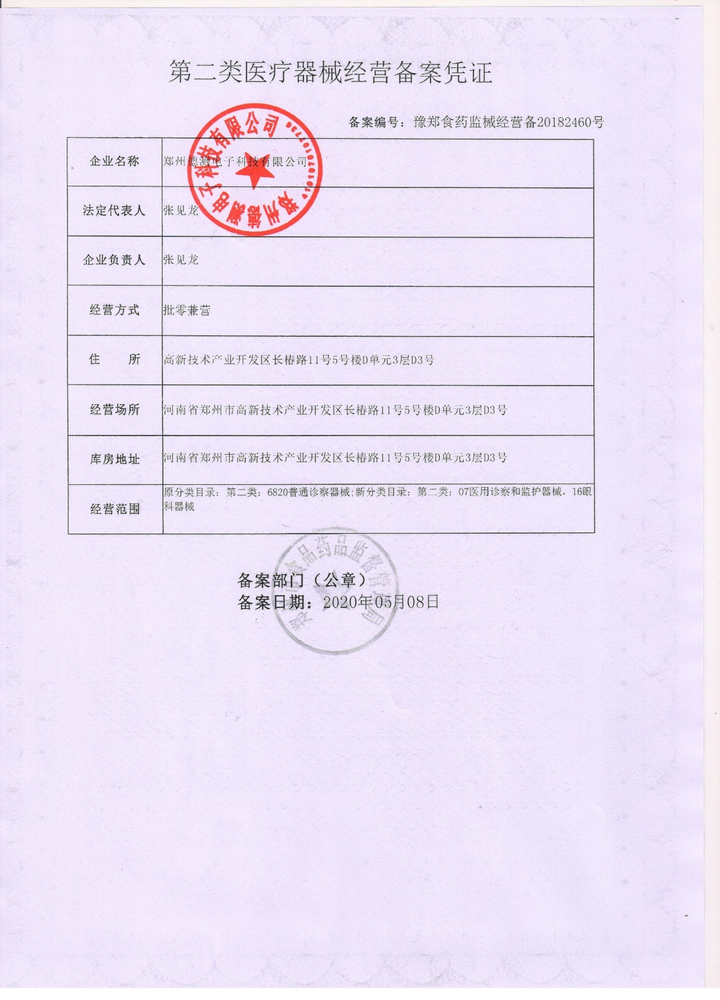 第二类医疗器械经营备案凭证
备案编号：豫郑食药监械经营备20182460号
企业名称 郑州德测电子科技有限公司
法定代表人 张见龙
企业负责人 张见龙
经营方式 批零兼营
住 所 高新技术产业开发区长椿路11号5号楼D单元3层D3号
经营场所 河南省郑州市高新技术产业开发区长椿路11号5号楼D单元3层D3号
库房地址 河南省郑州市高新技术产业开发区长椿路11号5号楼D单元3层D3号
经营范围 原分类目录：第二类：6820普通诊察器械;新分类目录：第二类：07医用诊察和监护器械，16眼
科器械
郑州德测电子科技有限公司
备案部门（公章）
备案日期：2020年05月08日
郑州市食品药品监督管理局